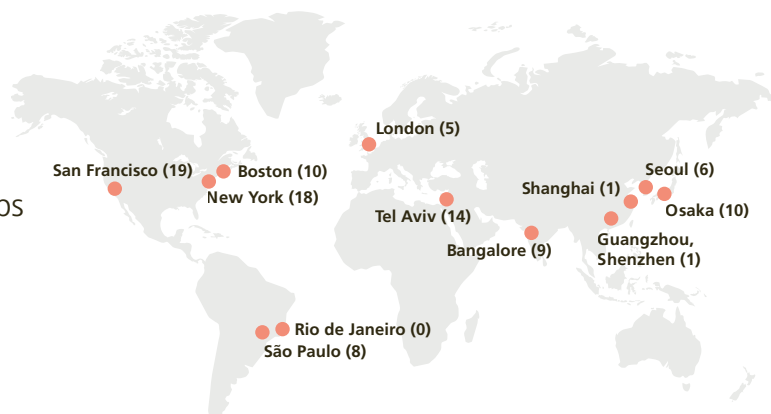 London (5)
San Francisco (19)
Boston (10)
Seoul (6)
Shanghai (1)
New York (18)
Osaka (10)
Tel Aviv (14)
Guangzhou,
Shenzhen (1)
Bangalore (9)
Rio de Janeiro (0)
São Paulo (8)